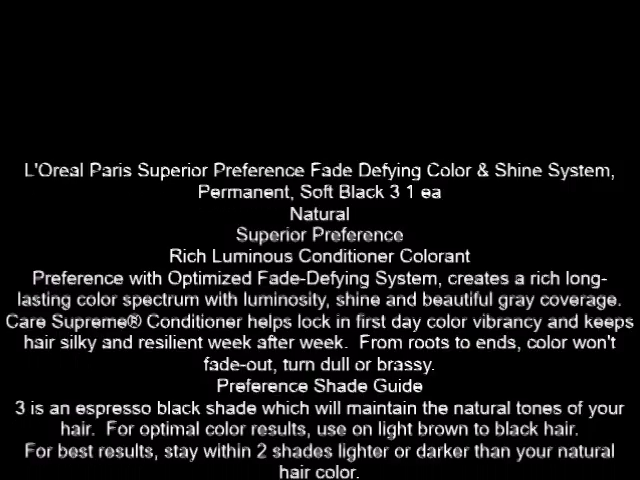 L'Oreal Paris Superior Preference Fade Defying Color & Shine System,
Permanent, Soft Black 3 1 ea
Natural
Superior Preference
Rich Luminous Conditioner Colorant
Preference with Optimized Fade-Defying System, creates a rich long-
lasting color spectrum with luminosity, shine and beautiful gray coverage.
Care Supreme® Conditioner helps lock in first day color vibrancy and keeps
hair silky and resilient week after week.  From roots to ends, color won't
fade-out, turn dull or brassy.
Preference Shade Guide
3 is an espresso black shade which will maintain the natural tones of your
hair.  For optimal color results, use on light brown to black hair.
For best results, stay within 2 shades lighter or darker than your natural
hair color.